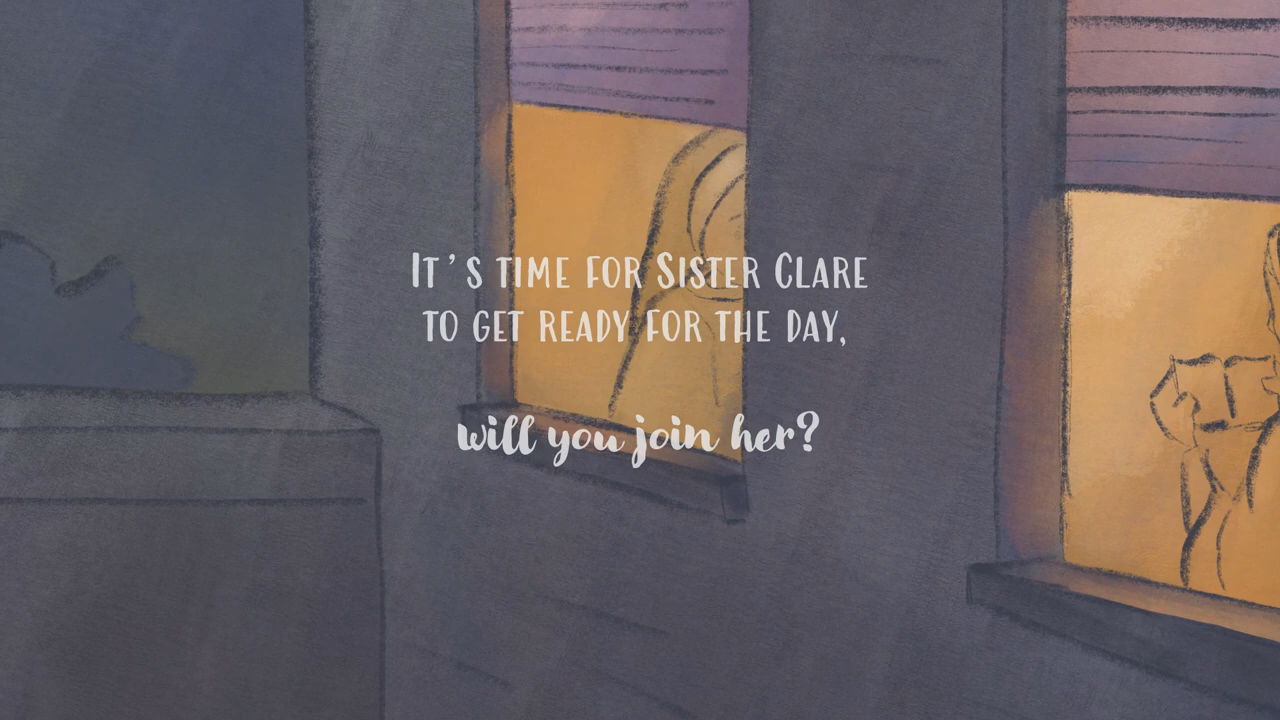 It's time for Sister Clare
to get ready for the day,
will you join her?